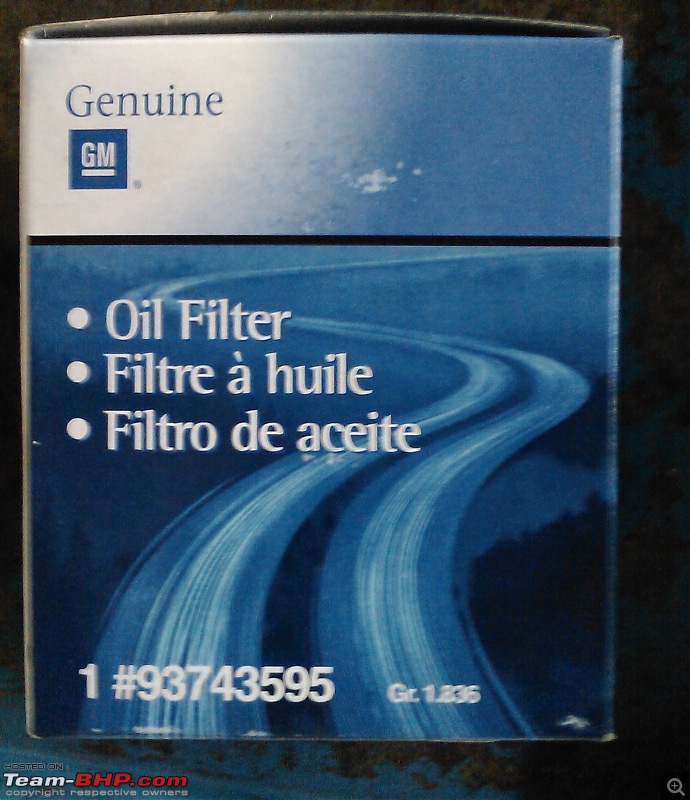 Genuine
GM
®
• Oil Filter
• Filtre à huile
• Filtro de aceite
1 #93743595 Gr. 1.836
HOSTED ON
Team-BHP.com
copyright respective owners